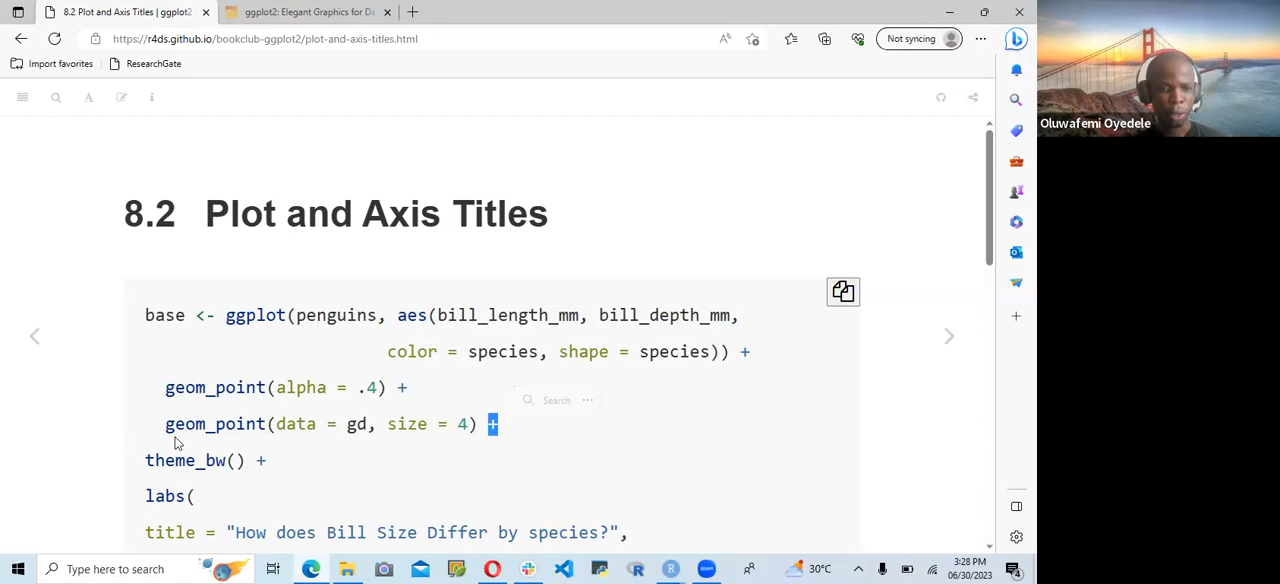 8.2 Plot and Axis Titles | ggplot2
ggplot2: Elegant Graphics for Da
https://r4ds.github.io/bookclub-ggplot2/plot-and-axis-titles.html
Not syncing
Import favorites
ResearchGate
Oluwafemi Oyedele
8.2 Plot and Axis Titles
base <- ggplot(penguins, aes(bill_length_mm, bill_depth_mm,
color = species, shape = species)) +
geom_point(alpha = .4) +
Search
geom_point(data = gd, size = 4) +
theme_bw() +
labs(
title = "How does Bill Size Differ by species?",
Type here to search
30°C
3:28 PM
06/30/2023